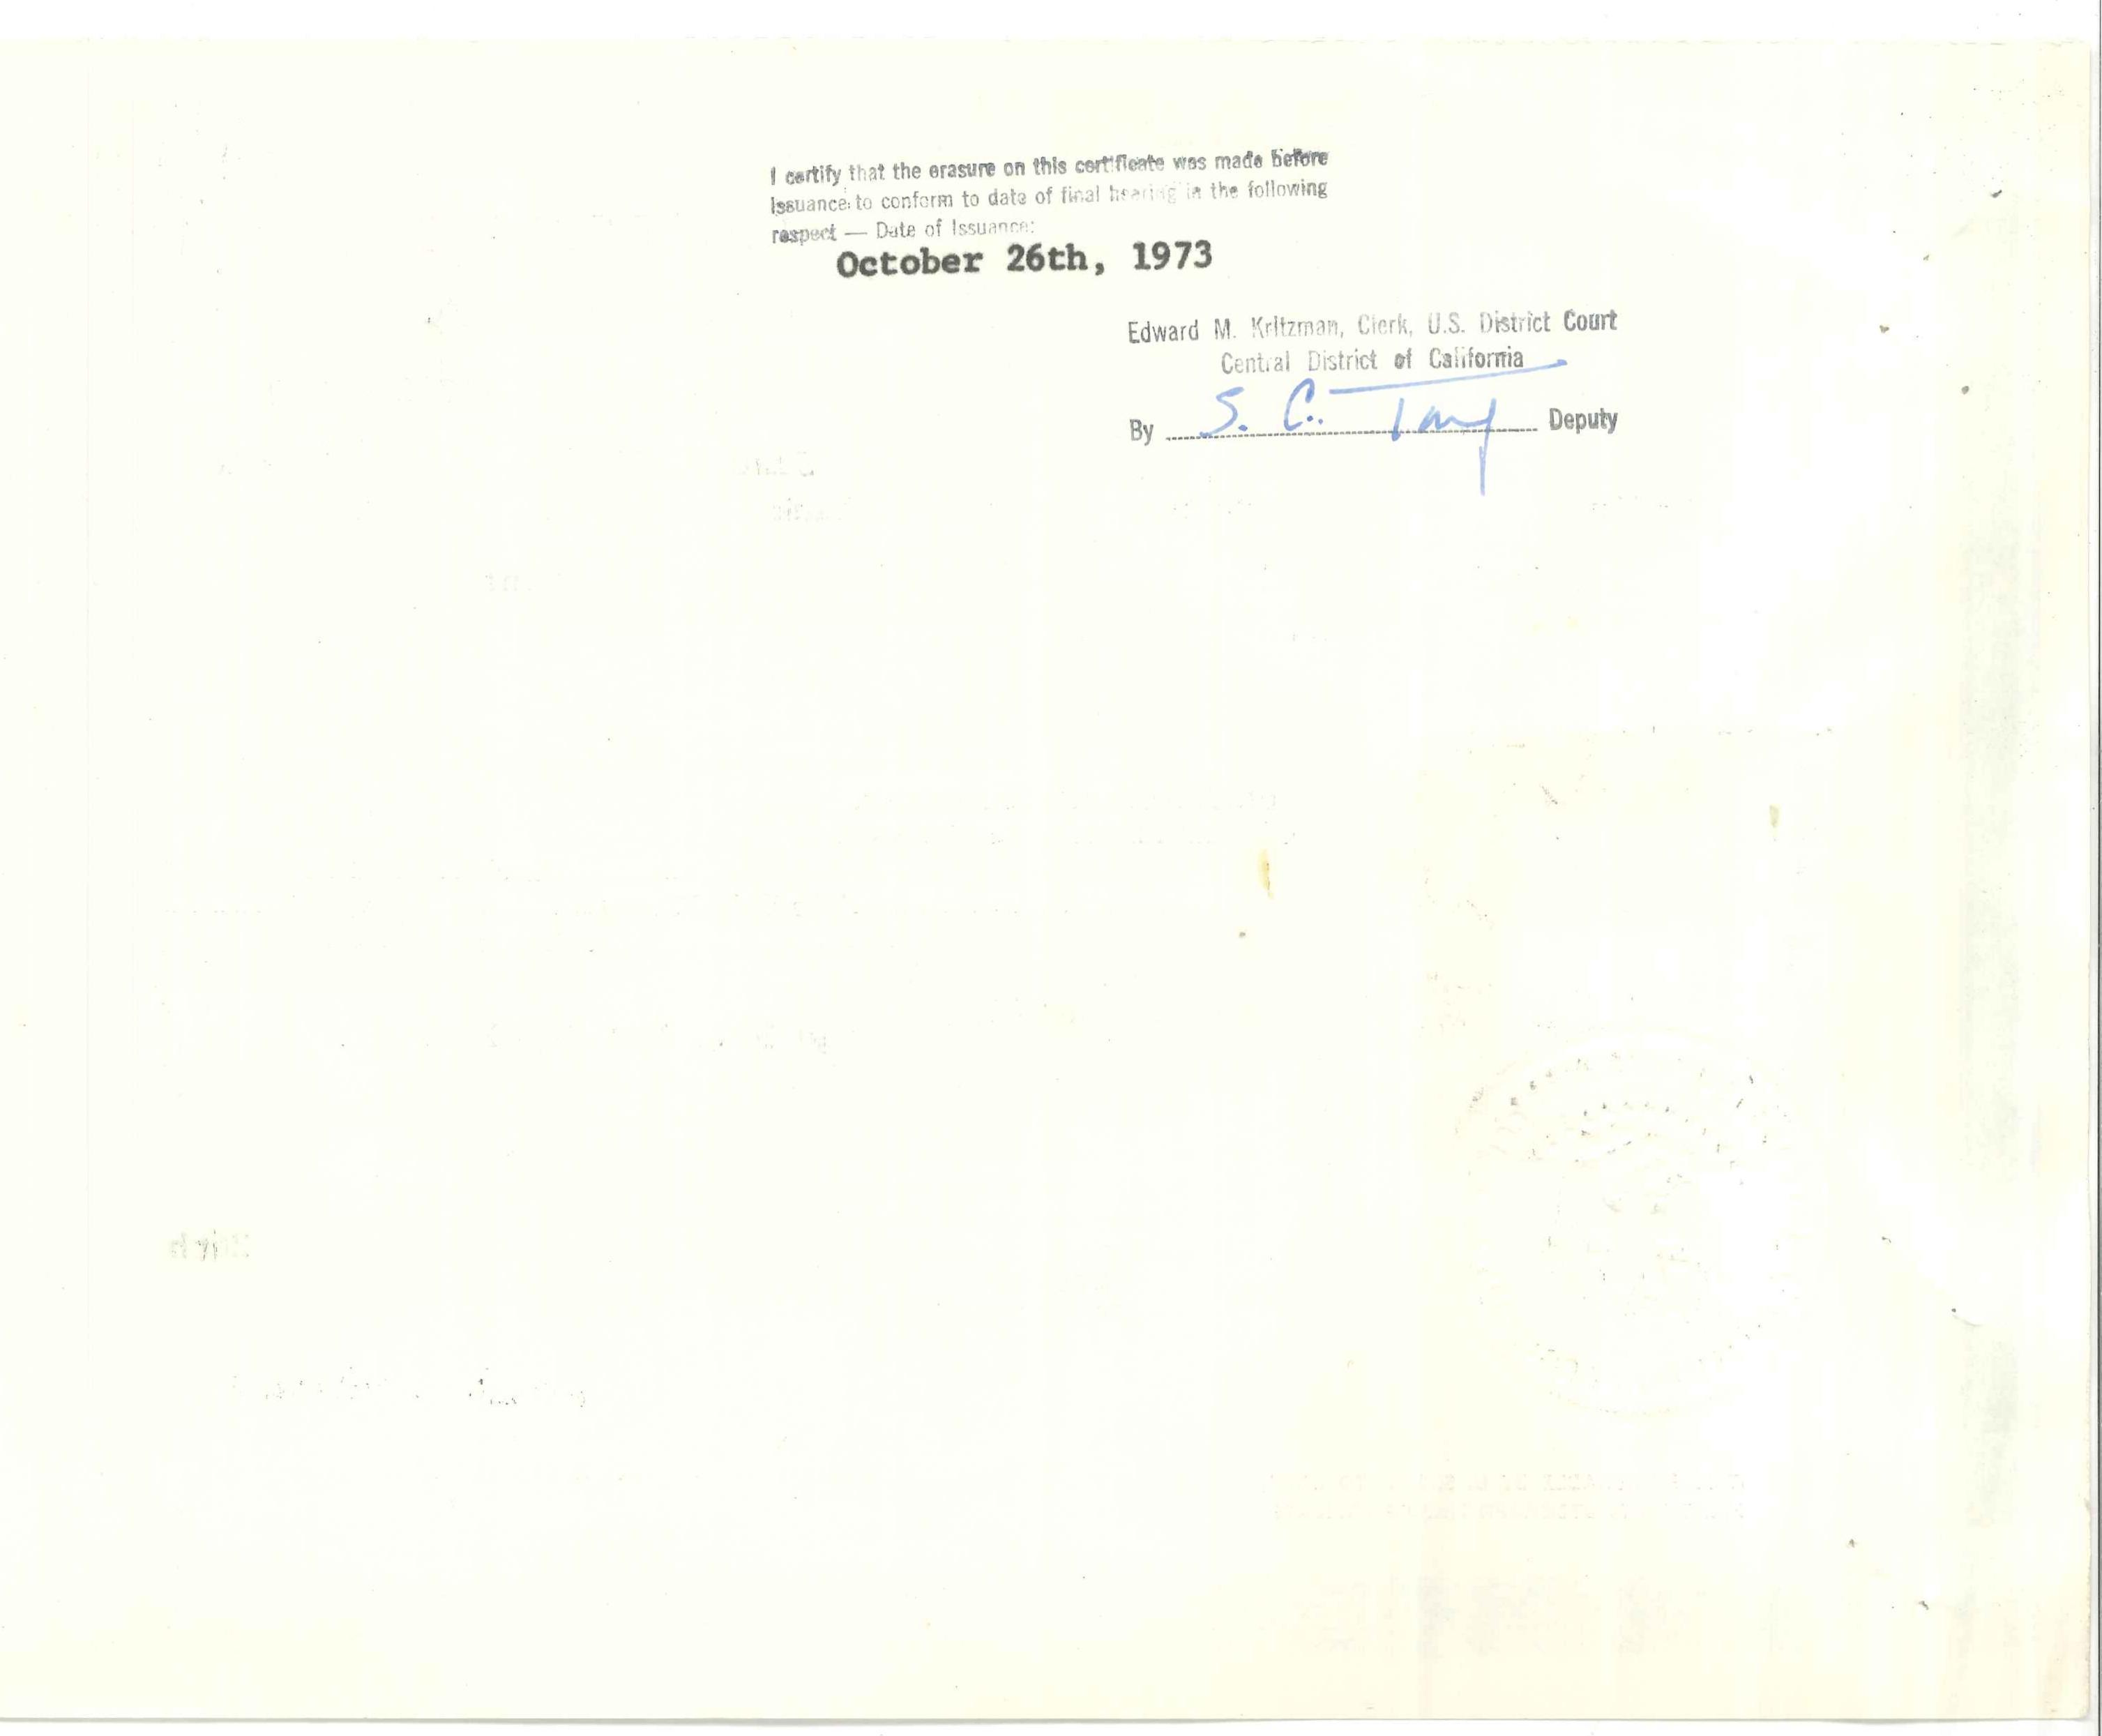 I certify that the erasure on this certificate was made before
issuance to conform to date of final hearing in the following
respect — Date of Issuance:
October 26th, 1973
Edward M. Kritzman, Clerk, U.S. District Court
Central District of California
By S. C. Deputy